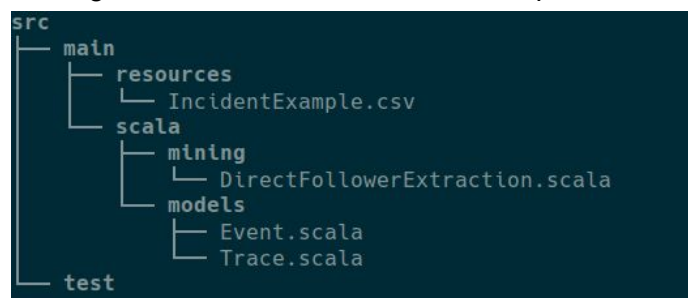 src
main
resources
IncidentExample.csv
scala
mining
DirectFollowerExtraction.scala
models
Event.scala
Trace.scala
test